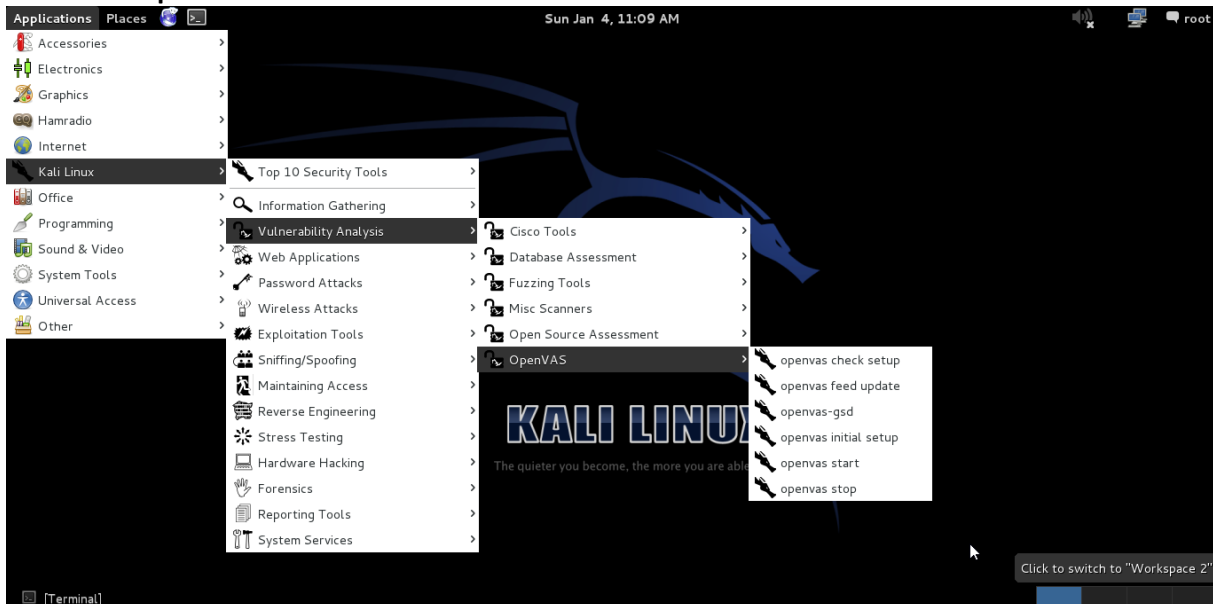 Applications Places Sun Jan 4, 11:09 AM root
Accessories
Electronics
Graphics
Hamradio
Internet
Kali Linux
Office
Programming
Sound & Video
System Tools
Universal Access
Other
Top 10 Security Tools
Information Gathering
Vulnerability Analysis
Web Applications
Password Attacks
Wireless Attacks
Exploitation Tools
Sniffing/Spoofing
Maintaining Access
Reverse Engineering
Stress Testing
Hardware Hacking
Forensics
Reporting Tools
System Services
Cisco Tools
Database Assessment
Fuzzing Tools
Misc Scanners
Open Source Assessment
OpenVAS
openvas check setup
openvas feed update
openvas-gsd
openvas initial setup
openvas start
openvas stop
KALI LINUX
The quieter you become, the more you are able
Click to switch to "Workspace 2"
[Terminal]